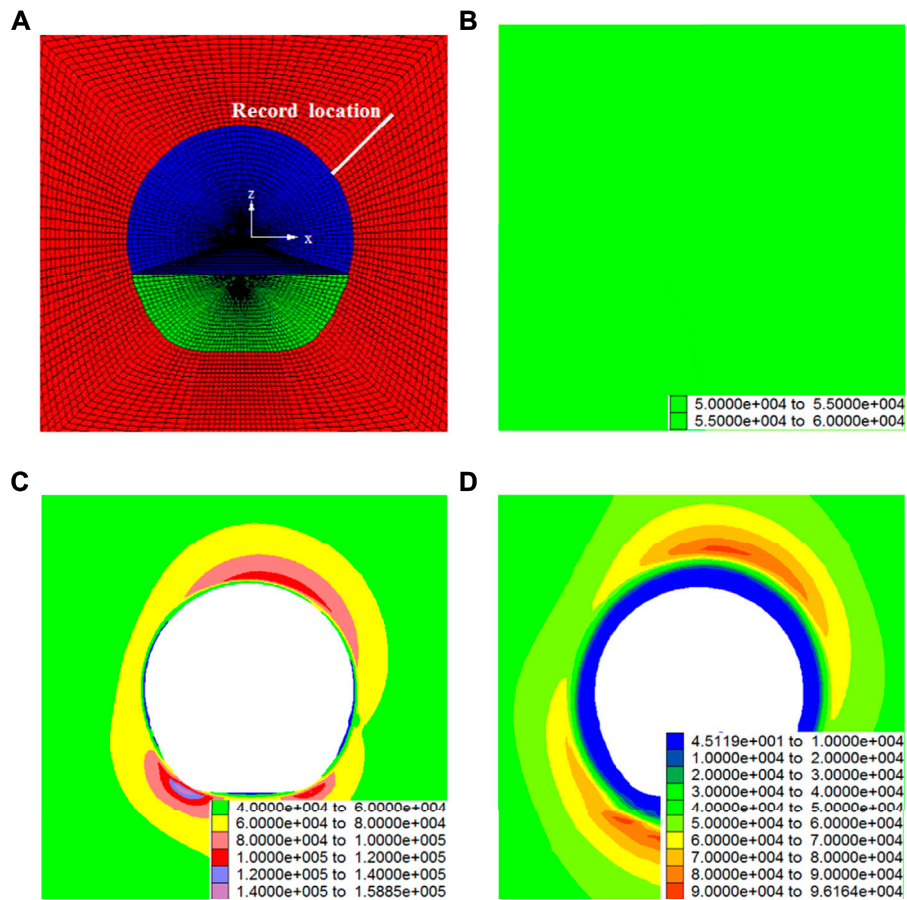 A
B
Record location
z
x
5.0000e+004 to 5.5000e+004
5.5000e+004 to 6.0000e+004
C
D
4.0000e+004 to 6.0000e+004
6.0000e+004 to 8.0000e+004
8.0000e+004 to 1.0000e+005
1.0000e+005 to 1.2000e+005
1.2000e+005 to 1.4000e+005
1.4000e+005 to 1.5885e+005
4.5119e+001 to 1.0000e+004
1.0000e+004 to 2.0000e+004
2.0000e+004 to 3.0000e+004
3.0000e+004 to 4.0000e+004
4.0000e+004 to 5.0000e+004
5.0000e+004 to 6.0000e+004
6.0000e+004 to 7.0000e+004
7.0000e+004 to 8.0000e+004
8.0000e+004 to 9.0000e+004
9.0000e+004 to 9.6164e+004